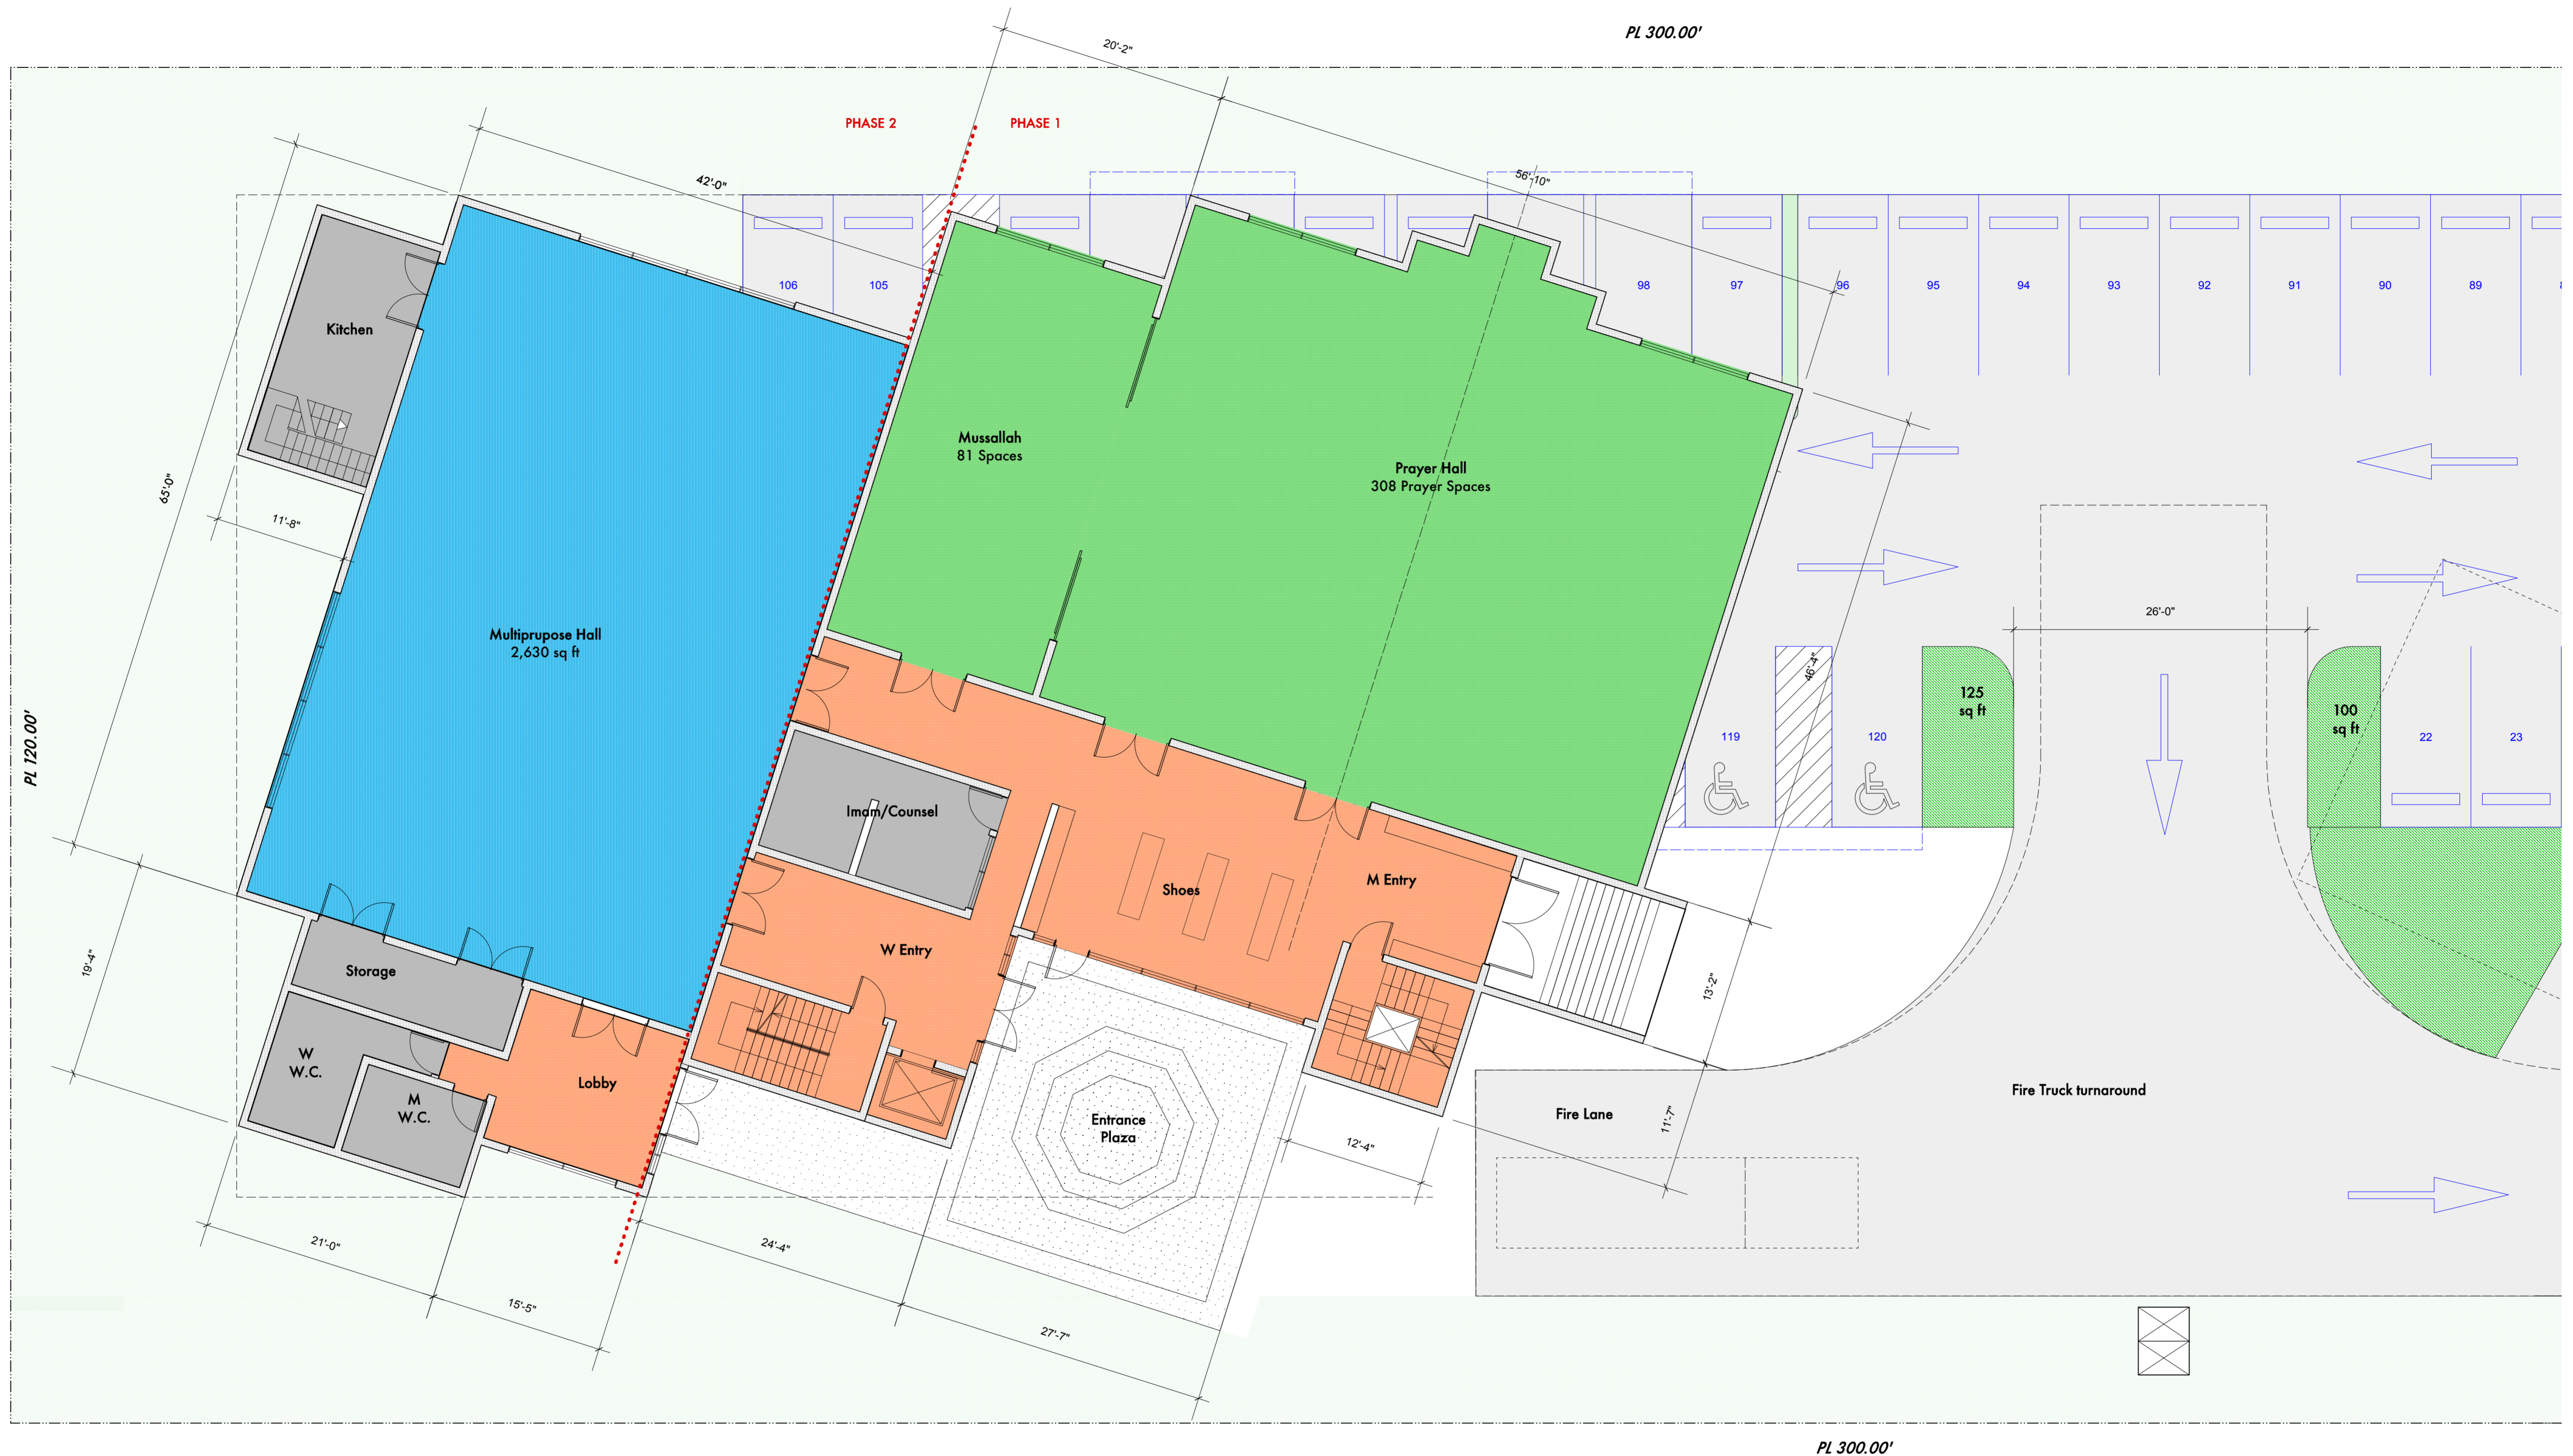 PL 300.00'
20'-2"
PHASE 2
PHASE 1
42'-0"
56'-10"
106
105
98
97
96
95
94
93
92
91
90
89
Kitchen
65'-0"
11'-8"
Mussallah
81 Spaces
Prayer Hall
308 Prayer Spaces
Multiprupose Hall
2,630 sq ft
26'-0"
46'-4"
125
sq ft
100
sq ft
119
120
22
23
PL 120.00'
Imam/Counsel
Shoes
M Entry
W Entry
19'-4"
Storage
13'-2"
W
W.C.
M
W.C.
Lobby
Entrance
Plaza
Fire Lane
Fire Truck turnaround
11'-7"
12'-4"
21'-0"
24'-4"
15'-5"
27'-7"
PL 300.00'